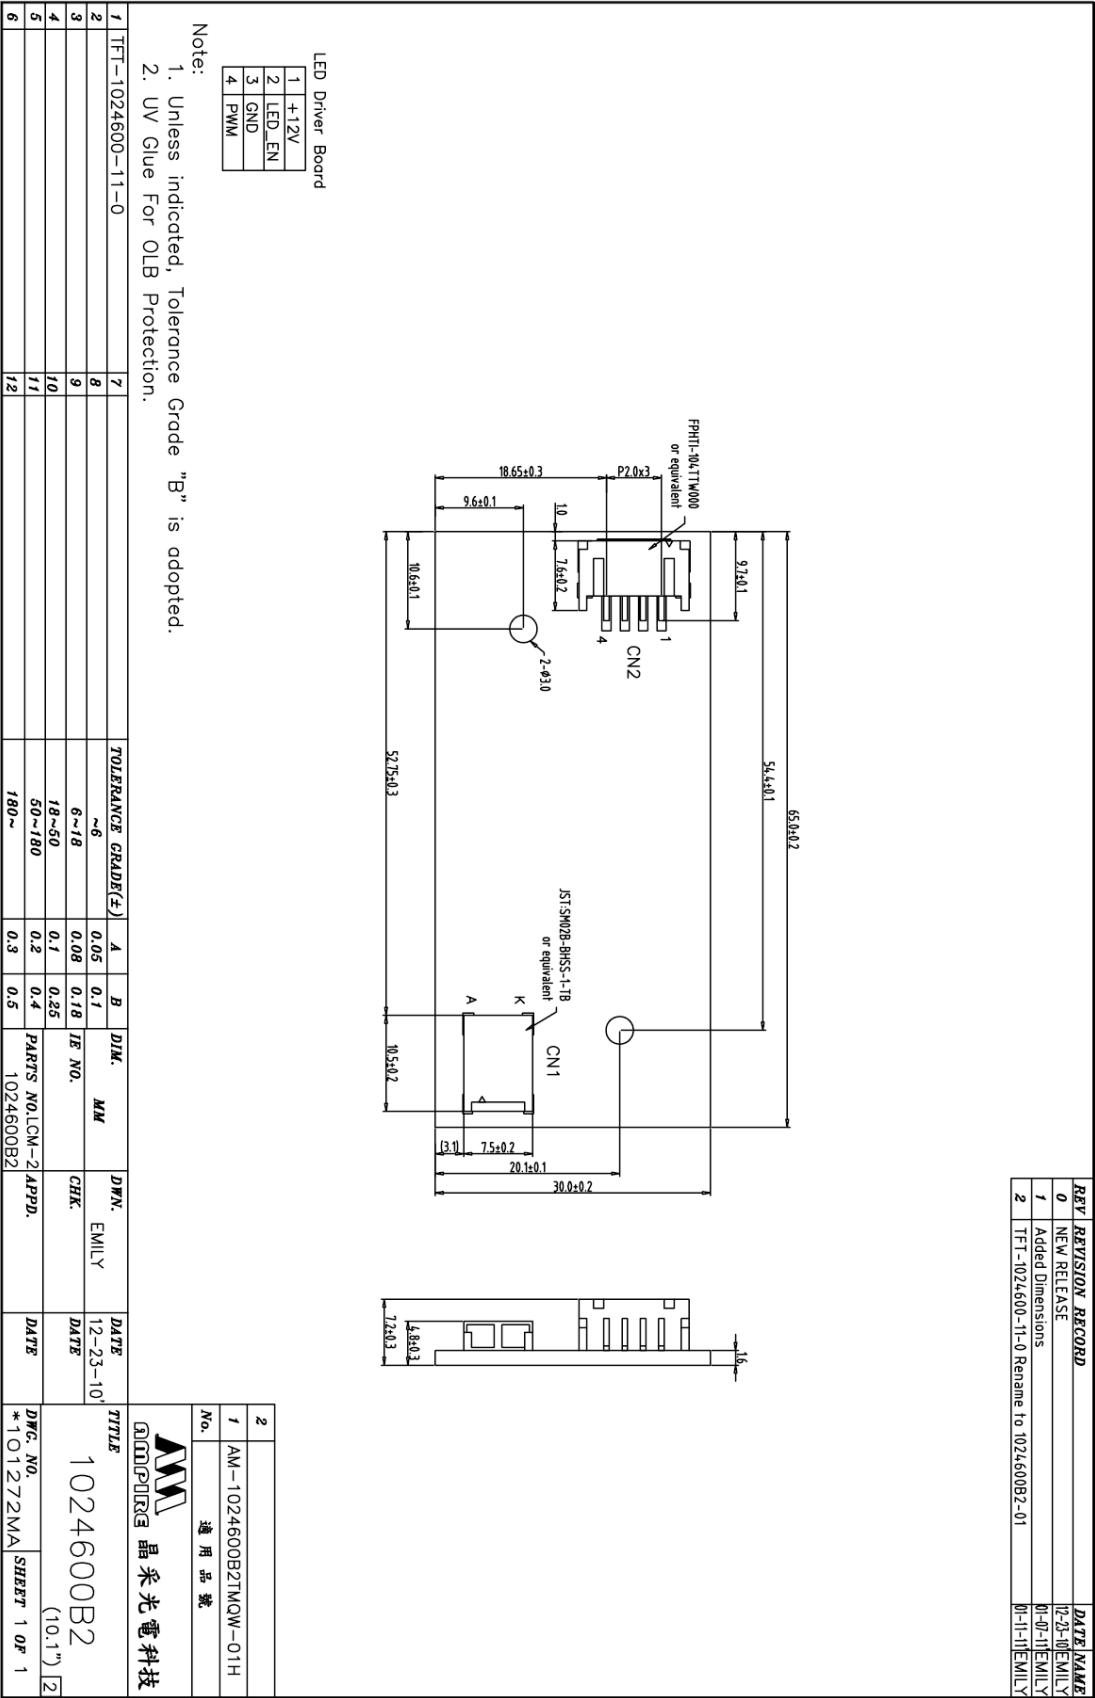 REV REVISION RECORD DATE NAME
0 NEW RELEASE 12-23-10' EMILY
1 Added Dimensions 01-07-11' EMILY
2 TFT-1024600-11-0 Rename to 1024600B2-01 01-11-11' EMILY
65.0±0.2
54.4±0.1
9.7±0.1
FPHTI-104TTW000
or equivalent
P2.0x3
18.65±0.3
9.6±0.1
1.0
7.6±0.2
10.6±0.1
1
4
CN2
2-Φ3.0
52.75±0.3
JST:SM02B-BHSS-1-TB
or equivalent
K
A
CN1
10.5±0.2
(3.1)
7.5±0.2
20.1±0.1
30.0±0.2
1.6
4.8±0.3
7.2±0.3
LED Driver Board
1 +12V
2 LED_EN
3 GND
4 PWM
Note:
1. Unless indicated, Tolerance Grade "B" is adopted.
2. UV Glue For OLB Protection.
2
1 AM-1024600B2TMQW-01H
No. 適用品號
AMPIRE 晶采光電科技
1 TFT-1024600-11-0 7
2 8
3 9
4 10
5 11
6 12
TOLERANCE GRADE(±) A B
~6 0.05 0.1
6~18 0.08 0.18
18~50 0.1 0.25
50~180 0.2 0.4
180~ 0.3 0.5
DIM. MM
IE NO.
PARTS NO.LCM-2
1024600B2
DWN. EMILY
CHK.
APPD.
DATE 12-23-10'
DATE
DATE
TITLE
1024600B2
(10.1") 2
DWG. NO.
*101272MA SHEET 1 OF 1